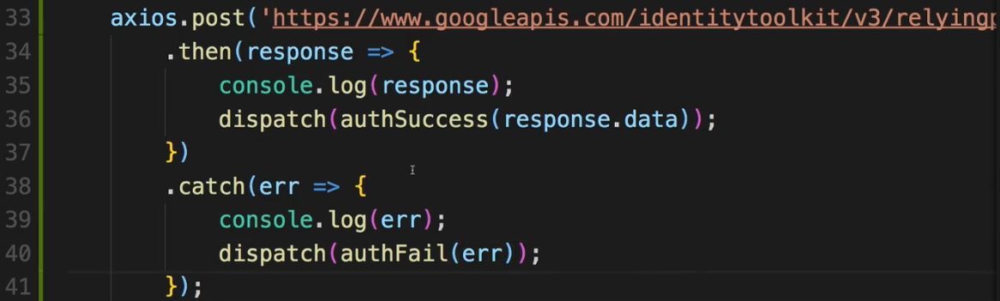 33 axios.post('https://www.googleapis.com/identitytoolkit/v3/relyingp
34 .then(response => {
35 console.log(response);
36 dispatch(authSuccess(response.data));
37 })
38 .catch(err => {
39 console.log(err);
40 dispatch(authFail(err));
41 });